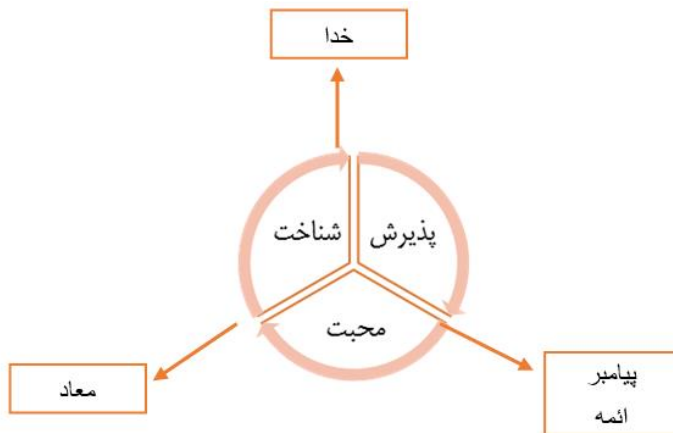 خدا
پذیرش
شناخت
محبت
پیامبر
ائمه
معاد